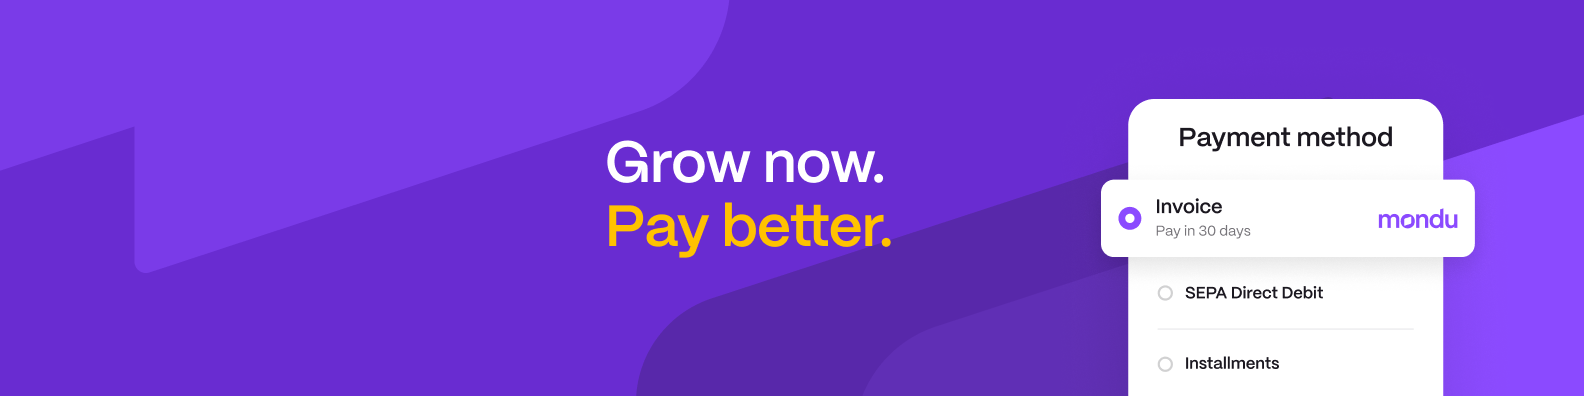 Grow now.
Pay better.
Payment method
Invoice
Pay in 30 days
mondu
SEPA Direct Debit
Installments